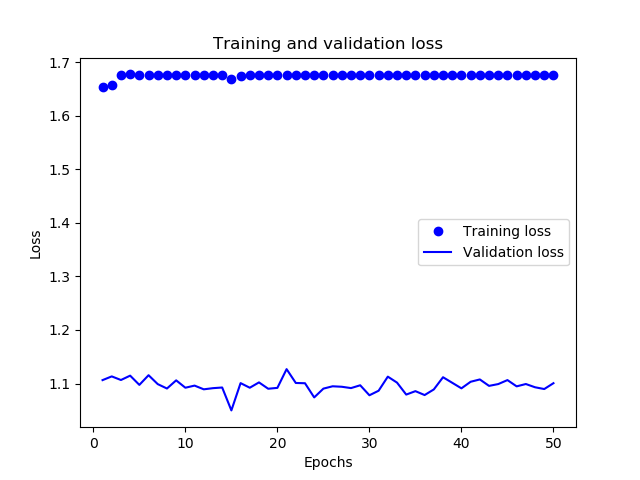 Training and validation loss
1.7
1.6
1.5
1.4
1.3
1.2
1.1
Loss
Training loss
Validation loss
0 10 20 30 40 50
Epochs